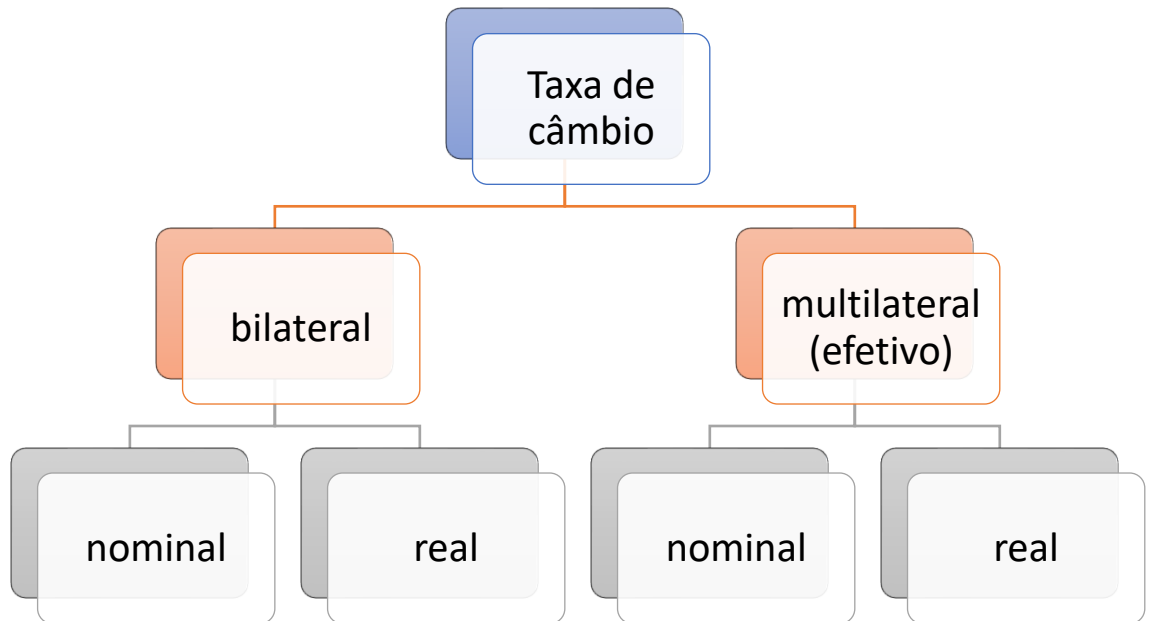 Taxa de
câmbio
bilateral
multilateral
(efetivo)
nominal
real
nominal
real